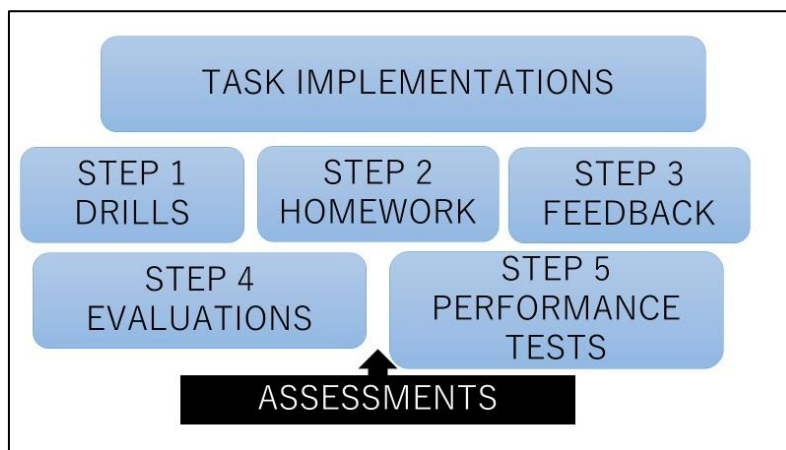 TASK IMPLEMENTATIONS
STEP 1
DRILLS
STEP 2
HOMEWORK
STEP 3
FEEDBACK
STEP 4
EVALUATIONS
STEP 5
PERFORMANCE
TESTS
ASSESSMENTS